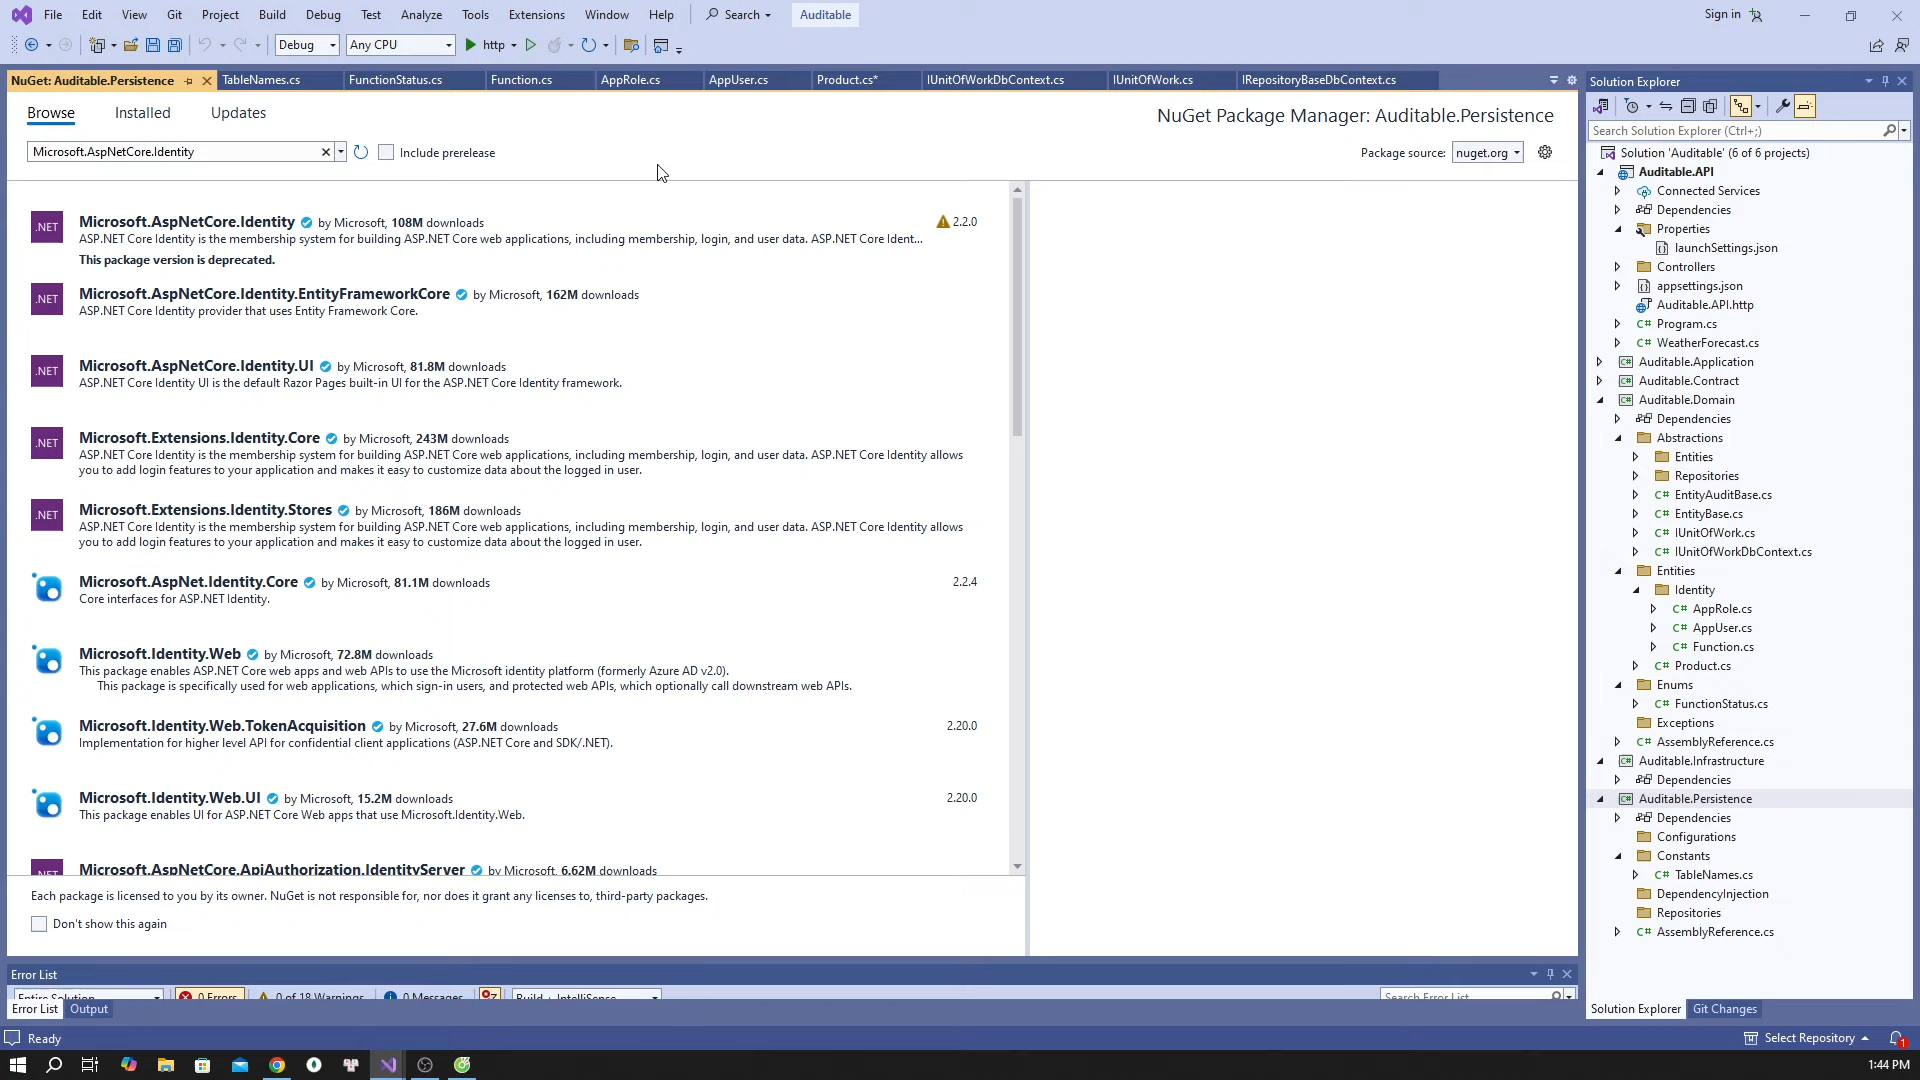 File Edit View Git Project Build Debug Test Analyze Tools Extensions Window Help Search Auditable Sign in
Debug Any CPU http
NuGet: Auditable.Persistence TableNames.cs FunctionStatus.cs Function.cs AppRole.cs AppUser.cs Product.cs* IUnitOfWorkDbContext.cs IUnitOfWork.cs IRepositoryBaseDbContext.cs
Browse Installed Updates
NuGet Package Manager: Auditable.Persistence
Microsoft.AspNetCore.Identity Include prerelease Package source: nuget.org
Microsoft.AspNetCore.Identity by Microsoft, 108M downloads 2.2.0
ASP.NET Core Identity is the membership system for building ASP.NET Core web applications, including membership, login, and user data. ASP.NET Core Ident...
This package version is deprecated.
.NET
Microsoft.AspNetCore.Identity.EntityFrameworkCore by Microsoft, 162M downloads
ASP.NET Core Identity provider that uses Entity Framework Core.
.NET
Microsoft.AspNetCore.Identity.UI by Microsoft, 81.8M downloads
ASP.NET Core Identity UI is the default Razor Pages built-in UI for the ASP.NET Core Identity framework.
.NET
Microsoft.Extensions.Identity.Core by Microsoft, 243M downloads
ASP.NET Core Identity is the membership system for building ASP.NET Core web applications, including membership, login, and user data. ASP.NET Core Identity allows
you to add login features to your application and makes it easy to customize data about the logged in user.
.NET
Microsoft.Extensions.Identity.Stores by Microsoft, 186M downloads
ASP.NET Core Identity is the membership system for building ASP.NET Core web applications, including membership, login, and user data. ASP.NET Core Identity allows
you to add login features to your application and makes it easy to customize data about the logged in user.
.NET
Microsoft.AspNet.Identity.Core by Microsoft, 81.1M downloads 2.2.4
Core interfaces for ASP.NET Identity.
Microsoft.Identity.Web by Microsoft, 72.8M downloads
This package enables ASP.NET Core web apps and web APIs to use the Microsoft identity platform (formerly Azure AD v2.0).
This package is specifically used for web applications, which sign-in users, and protected web APIs, which optionally call downstream web APIs.
Microsoft.Identity.Web.TokenAcquisition by Microsoft, 27.6M downloads 2.20.0
Implementation for higher level API for confidential client applications (ASP.NET Core and SDK/.NET).
Microsoft.Identity.Web.UI by Microsoft, 15.2M downloads 2.20.0
This package enables UI for ASP.NET Core Web apps that use Microsoft.Identity.Web.
Microsoft.AspNetCore.ApiAuthorization.IdentityServer by Microsoft, 6.62M downloads
.NET
Each package is licensed to you by its owner. NuGet is not responsible for, nor does it grant any licenses to, third-party packages.
Don't show this again
Error List
Entire Solution 0 Errors 0 of 18 Warnings 0 Messages Build + IntelliSense Search Error List
Error List Output
Solution Explorer
Search Solution Explorer (Ctrl+;)
Solution 'Auditable' (6 of 6 projects)
Auditable.API
Connected Services
Dependencies
Properties
launchSettings.json
Controllers
appsettings.json
Auditable.API.http
C# Program.cs
C# WeatherForecast.cs
C# Auditable.Application
C# Auditable.Contract
C# Auditable.Domain
Dependencies
Abstractions
Entities
Repositories
C# EntityAuditBase.cs
C# EntityBase.cs
C# IUnitOfWork.cs
C# IUnitOfWorkDbContext.cs
Entities
Identity
C# AppRole.cs
C# AppUser.cs
C# Function.cs
C# Product.cs
Enums
C# FunctionStatus.cs
Exceptions
C# AssemblyReference.cs
C# Auditable.Infrastructure
Dependencies
C# Auditable.Persistence
Dependencies
Configurations
Constants
C# TableNames.cs
DependencyInjection
Repositories
C# AssemblyReference.cs
Solution Explorer Git Changes
Ready Select Repository 1
1:44 PM